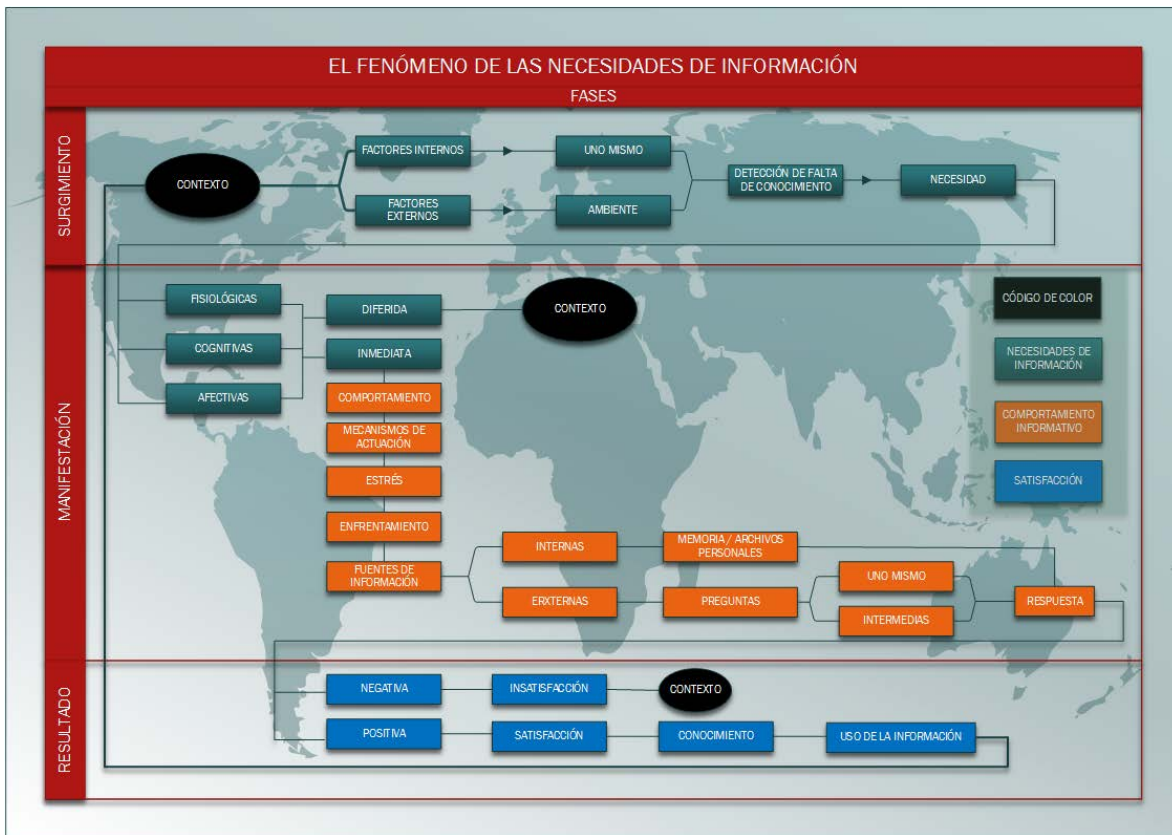 EL FENÓMENO DE LAS NECESIDADES DE INFORMACIÓN
FASES
SURGIMIENTO
CONTEXTO
FACTORES INTERNOS
UNO MISMO
FACTORES
EXTERNOS
AMBIENTE
DETECCIÓN DE FALTA
DE CONOCIMIENTO
NECESIDAD
MANIFESTACIÓN
FISIOLÓGICAS
COGNITIVAS
AFECTIVAS
DIFERIDA
CONTEXTO
INMEDIATA
COMPORTAMIENTO
MECANISMOS DE
ACTUACIÓN
ESTRÉS
ENFRENTAMIENTO
FUENTES DE
INFORMACIÓN
INTERNAS
MEMORIA / ARCHIVOS
PERSONALES
ERXTERNAS
PREGUNTAS
UNO MISMO
INTERMEDIAS
RESPUESTA
CÓDIGO DE COLOR
NECESIDADES DE
INFORMACIÓN
COMPORTAMIENTO
INFORMATIVO
SATISFACCIÓN
RESULTADO
NEGATIVA
INSATISFACCIÓN
CONTEXTO
POSITIVA
SATISFACCIÓN
CONOCIMIENTO
USO DE LA INFORMACIÓN